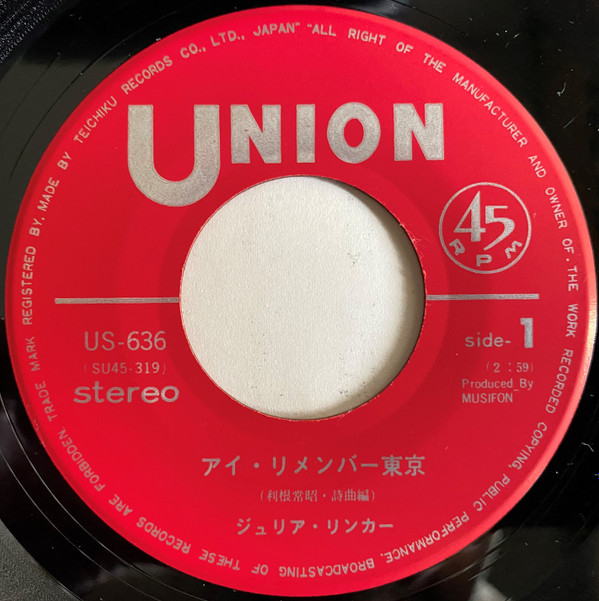 TRADE MARK REGISTERED BY. MADE BY TEICHIKU RECORDS CO., LTD., JAPAN" "ALL RIGHT OF THE MANUFACTURER AND OWNER OF. THE WORK RECORDED COPYING, PUBLIC PERFORMANCE, BROADCASTING OF THESE RECORDS ARE FORBIDDEN
UNION
45
RPM
US-636
(SU45-319)
stereo
side-1
(2:59)
Produced By
MUSIFON
アイ・リメンバー東京
(利根常昭・詩曲編)
ジュリア・リンカー